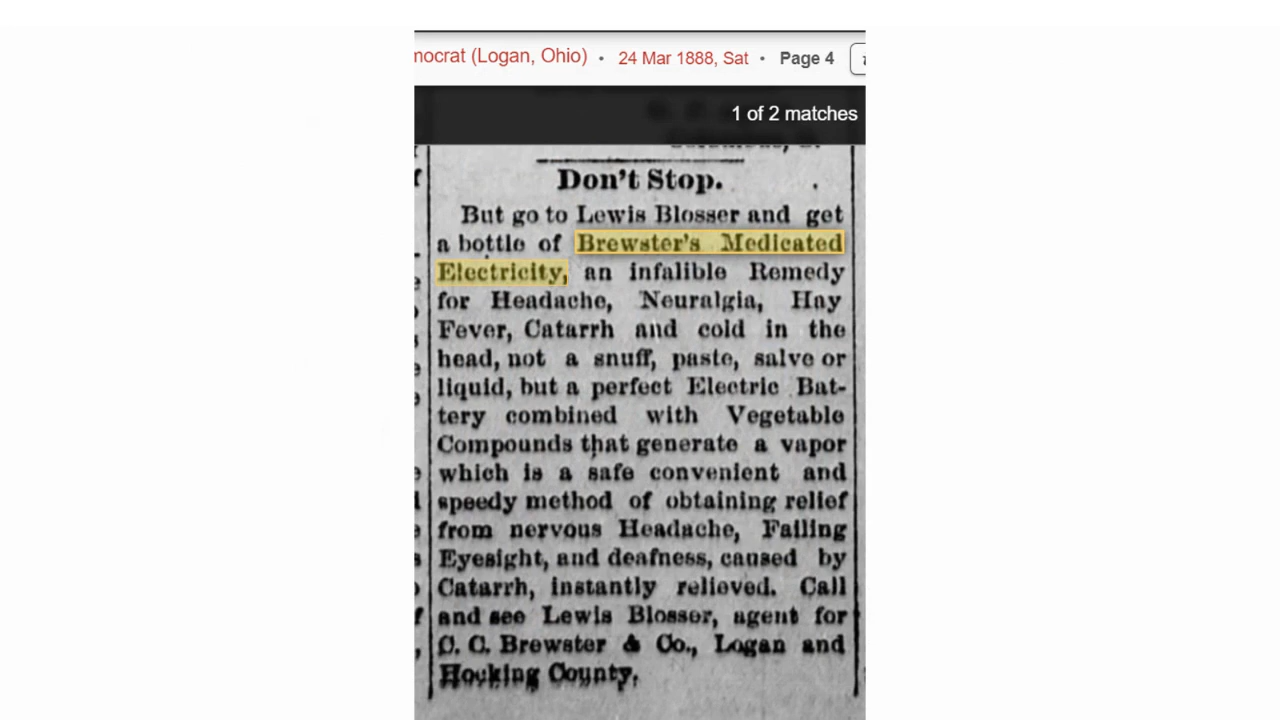 mocrat (Logan, Ohio) • 24 Mar 1888, Sat • Page 4
1 of 2 matches
Don't Stop.
But go to Lewis Blosser and get
a bottle of Brewster's Medicated
Electricity, an infalible Remedy
for Headache, Neuralgia, Hay
Fever, Catarrh and cold in the
head, not a snuff, paste, salve or
liquid, but a perfect Electric Bat-
tery combined with Vegetable
Compounds that generate a vapor
which is a safe convenient and
speedy method of obtaining relief
from nervous Headache, Failing
Eyesight, and deafness, caused by
Catarrh, instantly relieved. Call
and see Lewis Blosser, agent for
C. C. Brewster & Co., Logan and
Hocking County.